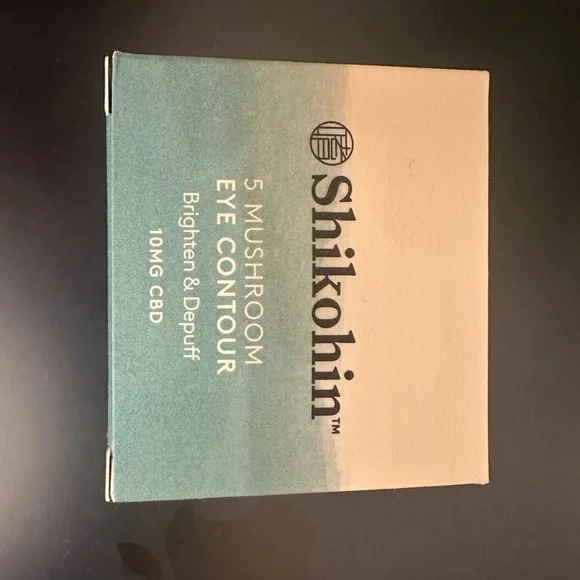 Shikohin™
5 MUSHROOM
EYE CONTOUR
Brighten & Depuff
10MG CBD